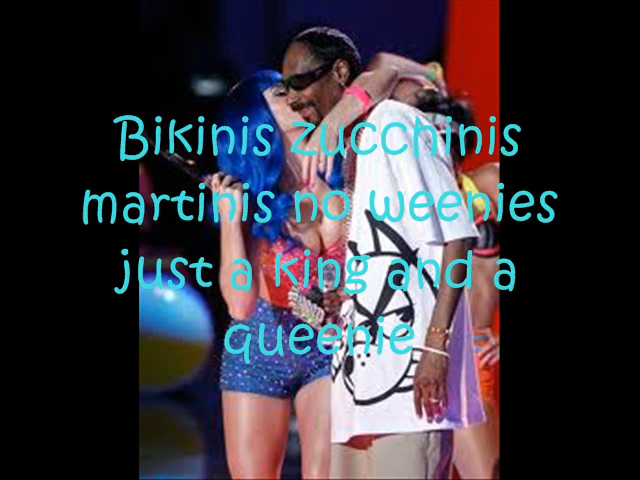 Bikinis zucchinis
martinis no weenies
just a king and a
queenie